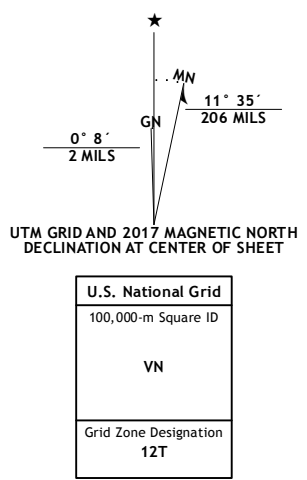 ★
MN
11° 35´
206 MILS
GN
0° 8´
2 MILS
UTM GRID AND 2017 MAGNETIC NORTH
DECLINATION AT CENTER OF SHEET
U.S. National Grid
100,000-m Square ID
VN
Grid Zone Designation
12T